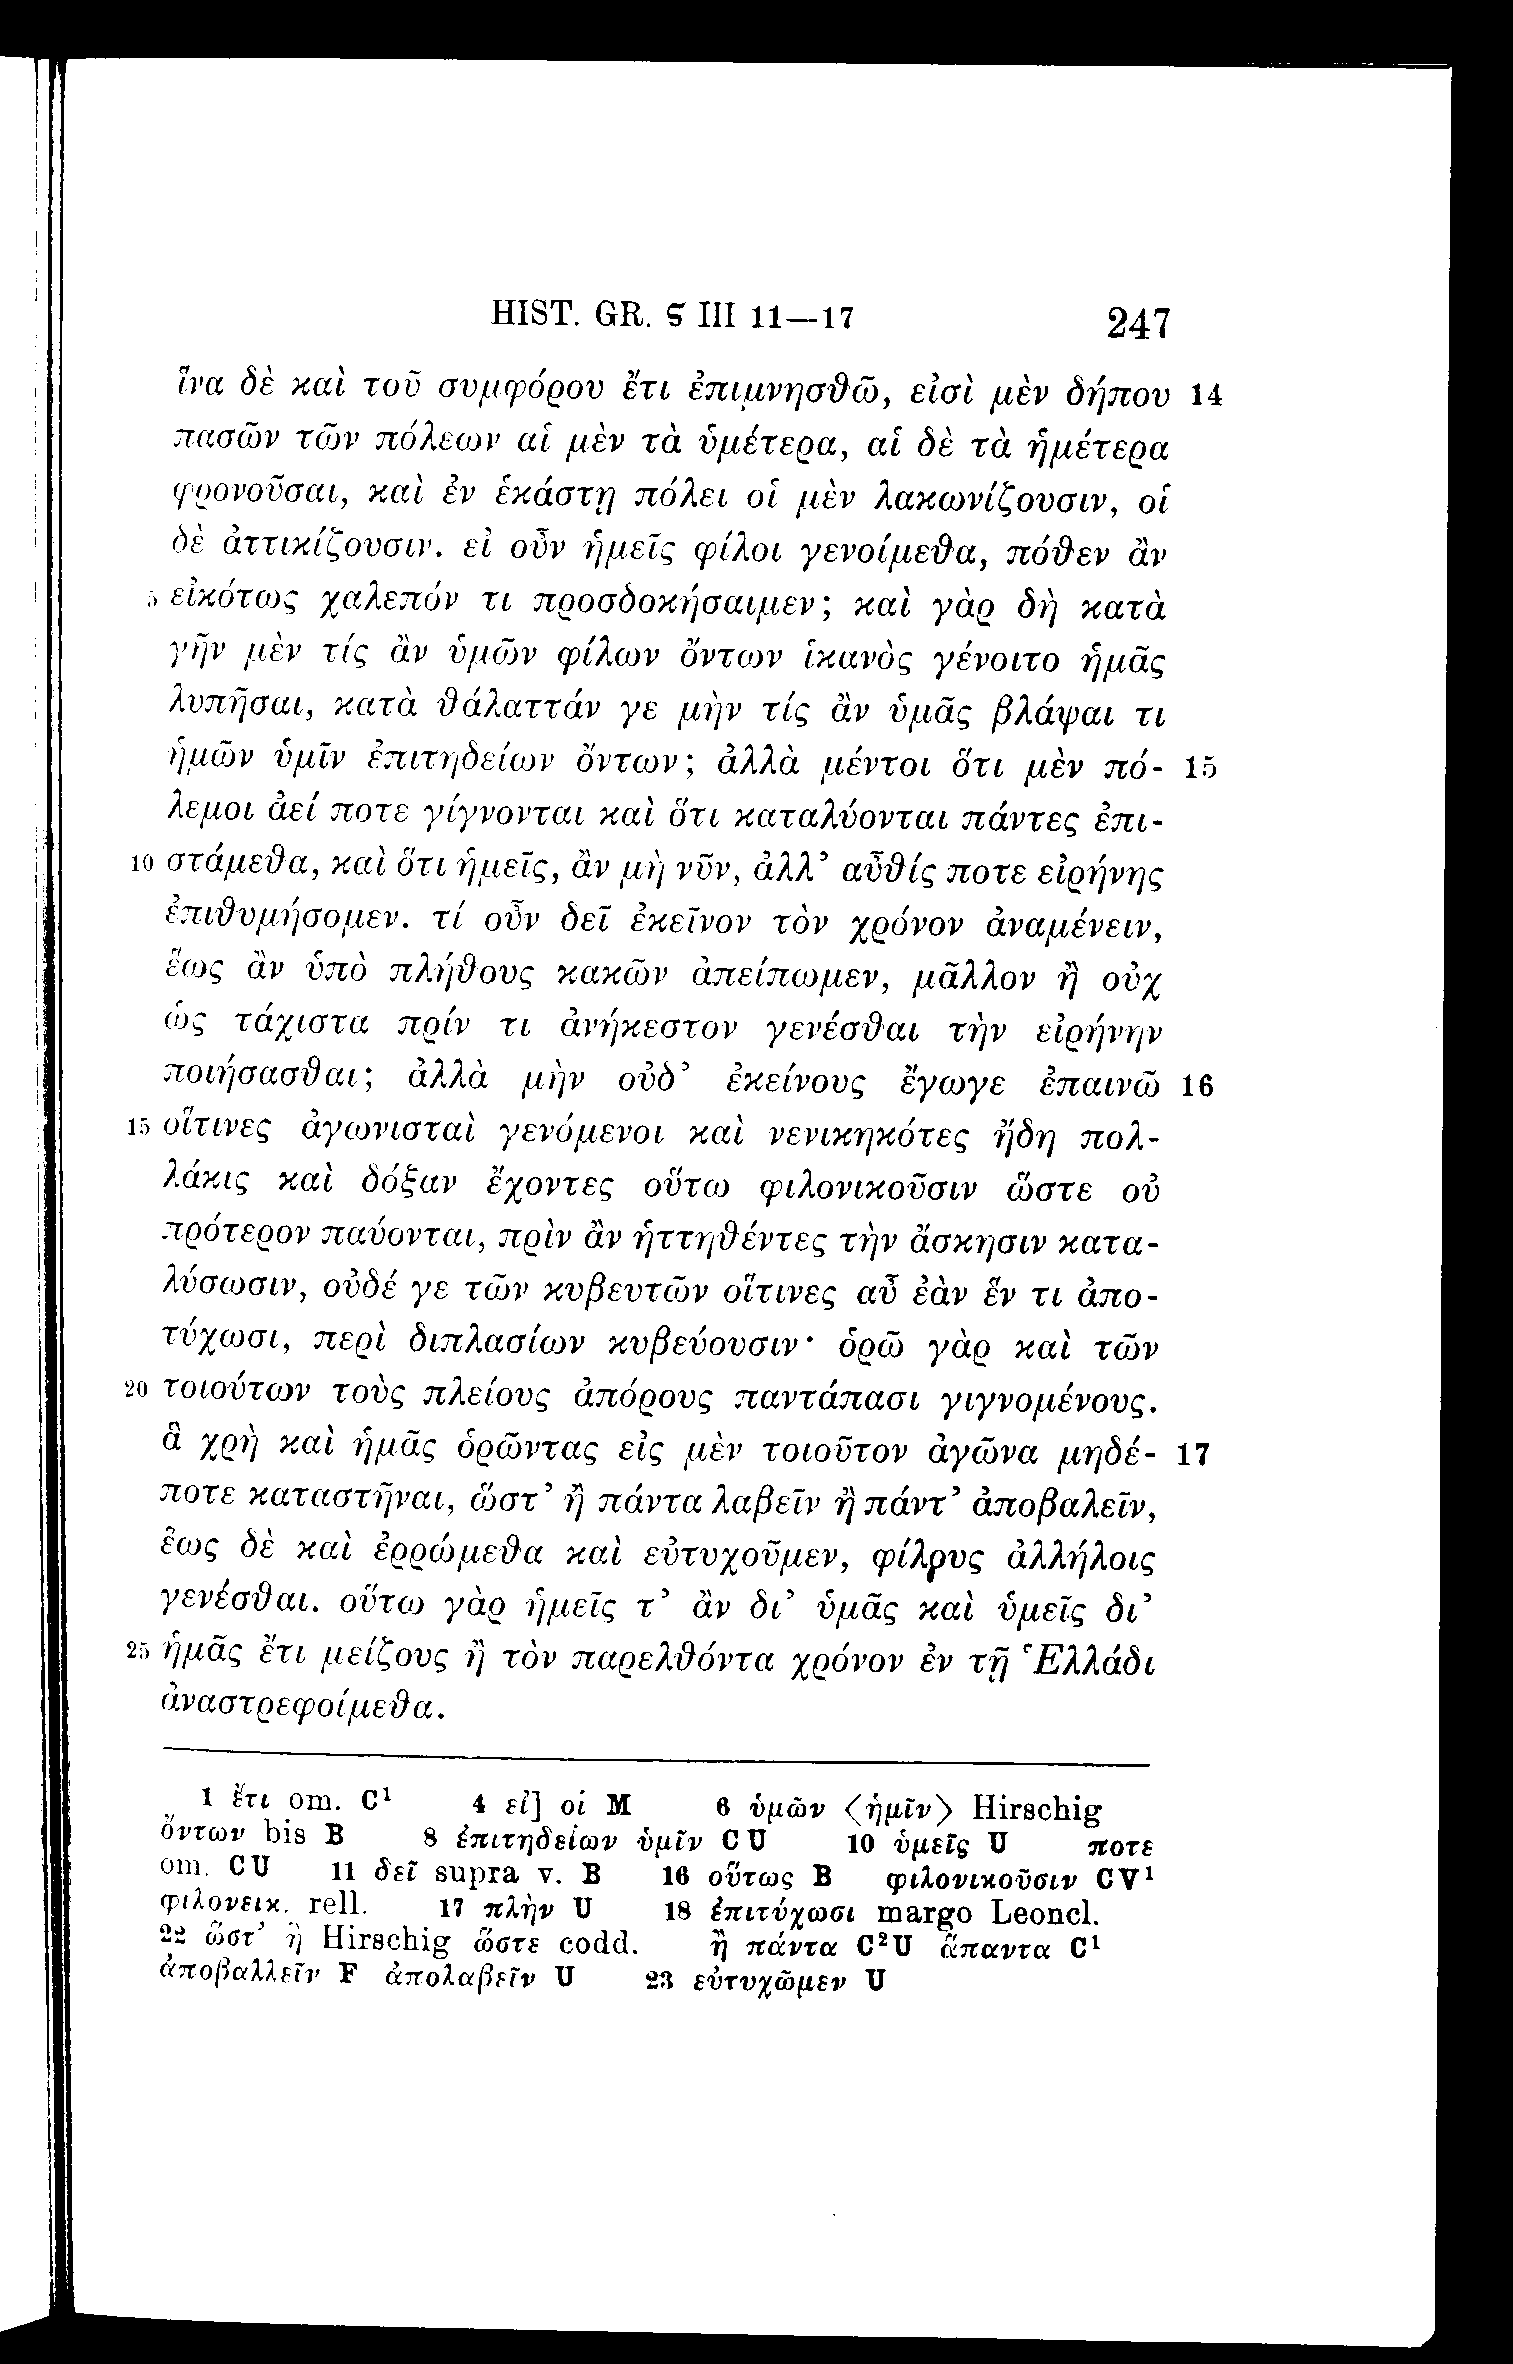 HIST. GR. Ϛ III 11—17 247
ἵνα δὲ καὶ τοῦ συμφόρου ἔτι ἐπιμνησθῶ, εἰσὶ μὲν δήπου 14
πασῶν τῶν πόλεων αἱ μὲν τὰ ὑμέτερα, αἱ δὲ τὰ ἡμέτερα
φρονοῦσαι, καὶ ἐν ἑκάστῃ πόλει οἱ μὲν λακωνίζουσιν, οἱ
δὲ ἀττικίζουσιν. εἰ οὖν ἡμεῖς φίλοι γενοίμεθα, πόθεν ἂν
5 εἰκότως χαλεπόν τι προσδοκήσαιμεν; καὶ γὰρ δὴ κατὰ
γῆν μὲν τίς ἂν ὑμῶν φίλων ὄντων ἱκανὸς γένοιτο ἡμᾶς
λυπῆσαι, κατὰ θάλαττάν γε μὴν τίς ἂν ὑμᾶς βλάψαι τι
ἡμῶν ὑμῖν ἐπιτηδείων ὄντων; ἀλλὰ μέντοι ὅτι μὲν πό- 15
λεμοι ἀεί ποτε γίγνονται καὶ ὅτι καταλύονται πάντες ἐπι-
10 στάμεθα, καὶ ὅτι ἡμεῖς, ἂν μὴ νῦν, ἀλλ’ αὖθίς ποτε εἰρήνης
ἐπιθυμήσομεν. τί οὖν δεῖ ἐκεῖνον τὸν χρόνον ἀναμένειν,
ἕως ἂν ὑπὸ πλήθους κακῶν ἀπείπωμεν, μᾶλλον ἢ οὐχ
ὡς τάχιστα πρίν τι ἀνήκεστον γενέσθαι τὴν εἰρήνην
ποιήσασθαι; ἀλλὰ μὴν οὐδ’ ἐκείνους ἔγωγε ἐπαινῶ 16
15 οἵτινες ἀγωνισταὶ γενόμενοι καὶ νενικηκότες ἤδη πολ-
λάκις καὶ δόξαν ἔχοντες οὕτω φιλονικοῦσιν ὥστε οὐ
πρότερον παύονται, πρὶν ἂν ἡττηθέντες τὴν ἄσκησιν κατα-
λύσωσιν, οὐδέ γε τῶν κυβευτῶν οἵτινες αὖ ἐὰν ἕν τι ἀπο-
τύχωσι, περὶ διπλασίων κυβεύουσιν· ὁρῶ γὰρ καὶ τῶν
20 τοιούτων τοὺς πλείους ἀπόρους παντάπασι γιγνομένους.
ἃ χρὴ καὶ ἡμᾶς ὁρῶντας εἰς μὲν τοιοῦτον ἀγῶνα μηδέ- 17
ποτε καταστῆναι, ὥστ’ ἢ πάντα λαβεῖν ἢ πάντ’ ἀποβαλεῖν,
ἕως δὲ καὶ ἐρρώμεθα καὶ εὐτυχοῦμεν, φίλους ἀλλήλοις
γενέσθαι. οὕτω γὰρ ἡμεῖς τ’ ἂν δι’ ὑμᾶς καὶ ὑμεῖς δι’
25 ἡμᾶς ἔτι μείζους ἢ τὸν παρελθόντα χρόνον ἐν τῇ Ἑλλάδι
ἀναστρεφοίμεθα.
1 ἔτι om. C¹ 4 εἰ] οἱ M 6 ὑμῶν ⟨ἡμῖν⟩ Hirschig
ὄντων bis B 8 ἐπιτηδείων ὑμῖν CU 10 ὑμεῖς U ποτε
om. CU 11 δεῖ supra v. B 16 οὕτως B φιλονικοῦσιν CV¹
φιλονεικ. rell. 17 πλὴν U 18 ἐπιτύχωσι margo Leoncl.
22 ὥστ’ ἢ Hirschig ὥστε codd. ἢ πάντα C²U ἅπαντα C¹
ἀποβαλλεῖν F ἀπολαβεῖν U 23 εὐτυχῶμεν U